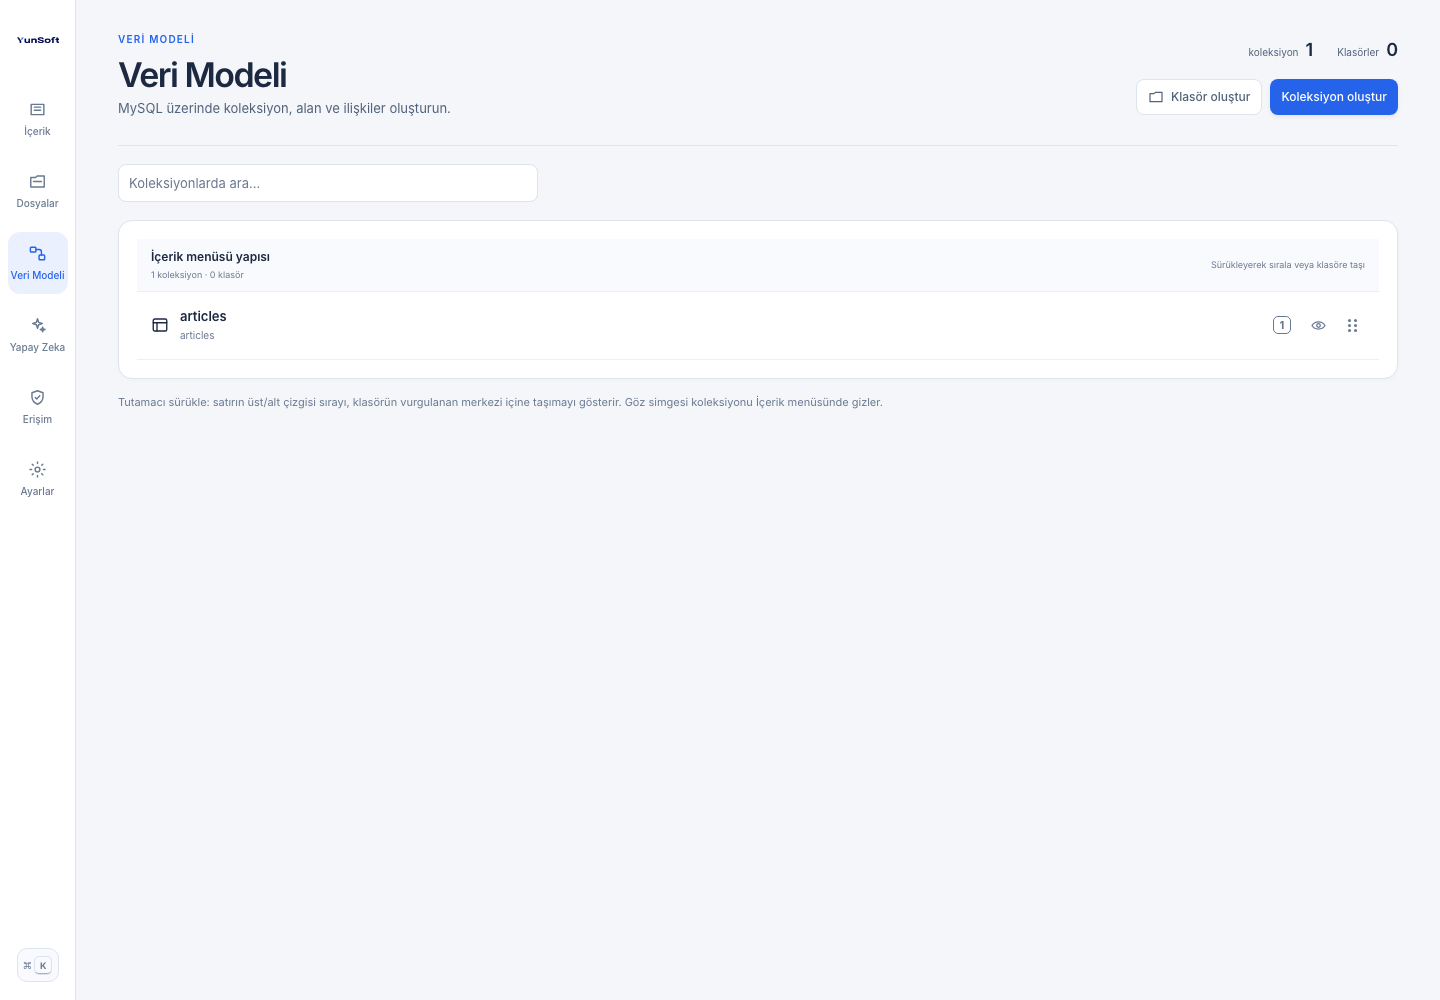 YunSoft
İçerik
Dosyalar
Veri Modeli
Yapay Zeka
Erişim
Ayarlar
⌘ K
VERİ MODELİ
Veri Modeli
MySQL üzerinde koleksiyon, alan ve ilişkiler oluşturun.
koleksiyon 1 Klasörler 0
Klasör oluştur Koleksiyon oluştur
Koleksiyonlarda ara...
İçerik menüsü yapısı
1 koleksiyon · 0 klasör
Sürükleyerek sırala veya klasöre taşı
articles
articles
1
Tutamacı sürükle: satırın üst/alt çizgisi sırayı, klasörün vurgulanan merkezi içine taşımayı gösterir. Göz simgesi koleksiyonu İçerik menüsünde gizler.